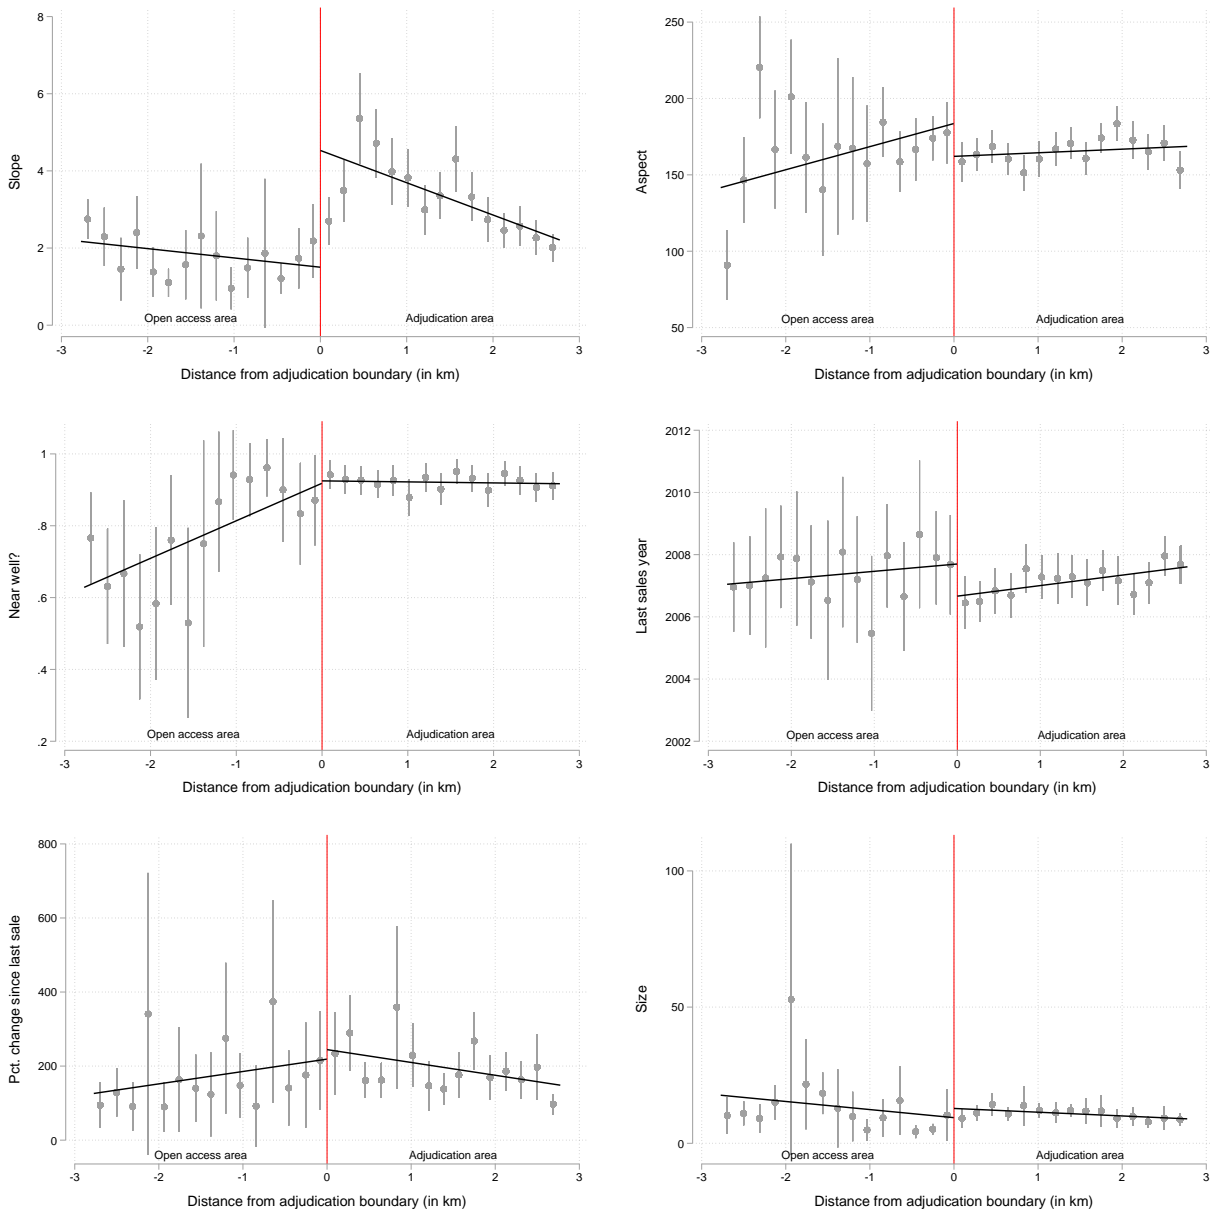 8
6
4
2
0
Slope
Open access area
Adjudication area
-3 -2 -1 0 1 2 3
Distance from adjudication boundary (in km)
250
200
150
100
50
Aspect
Open access area
Adjudication area
-3 -2 -1 0 1 2 3
Distance from adjudication boundary (in km)
1
.8
.6
.4
.2
Near well?
Open access area
Adjudication area
-3 -2 -1 0 1 2 3
Distance from adjudication boundary (in km)
2012
2010
2008
2006
2004
2002
Last sales year
Open access area
Adjudication area
-3 -2 -1 0 1 2 3
Distance from adjudication boundary (in km)
800
600
400
200
0
Pct. change since last sale
Open access area
Adjudication area
-3 -2 -1 0 1 2 3
Distance from adjudication boundary (in km)
100
50
0
Size
Open access area
Adjudication area
-3 -2 -1 0 1 2 3
Distance from adjudication boundary (in km)